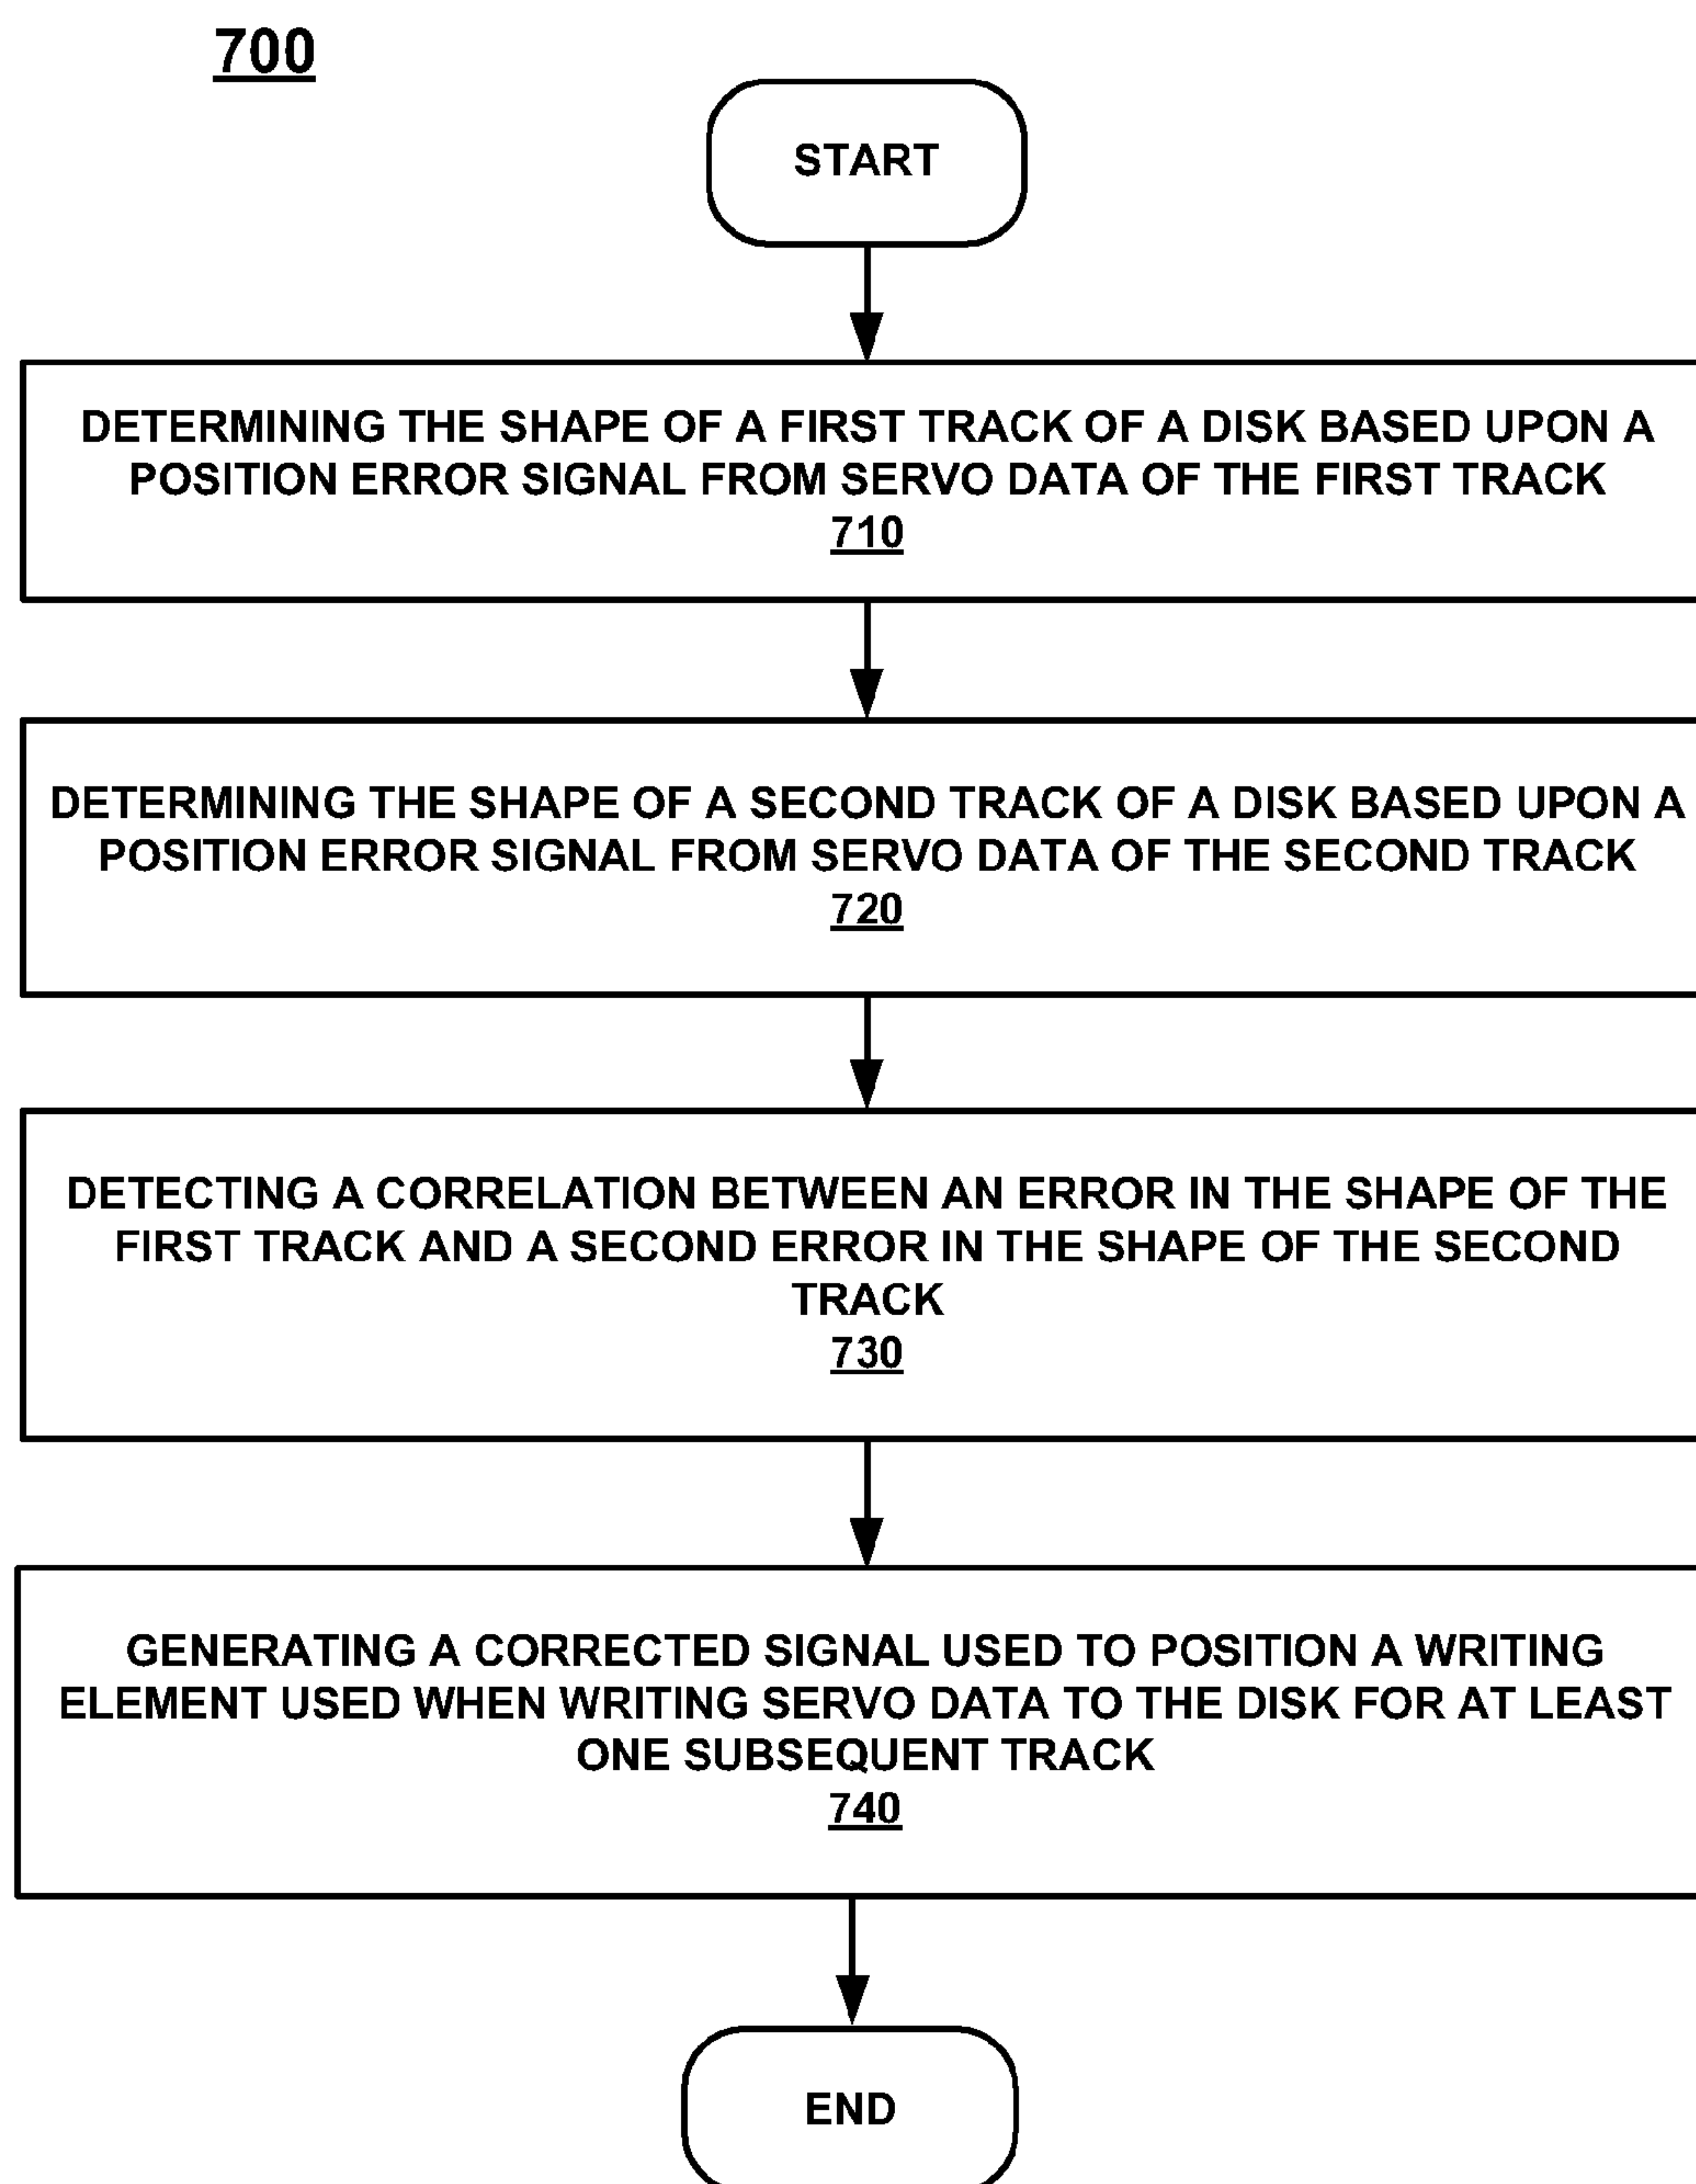 700
START
DETERMINING THE SHAPE OF A FIRST TRACK OF A DISK BASED UPON A
POSITION ERROR SIGNAL FROM SERVO DATA OF THE FIRST TRACK
710
DETERMINING THE SHAPE OF A SECOND TRACK OF A DISK BASED UPON A
POSITION ERROR SIGNAL FROM SERVO DATA OF THE SECOND TRACK
720
DETECTING A CORRELATION BETWEEN AN ERROR IN THE SHAPE OF THE
FIRST TRACK AND A SECOND ERROR IN THE SHAPE OF THE SECOND
TRACK
730
GENERATING A CORRECTED SIGNAL USED TO POSITION A WRITING
ELEMENT USED WHEN WRITING SERVO DATA TO THE DISK FOR AT LEAST
ONE SUBSEQUENT TRACK
740
END